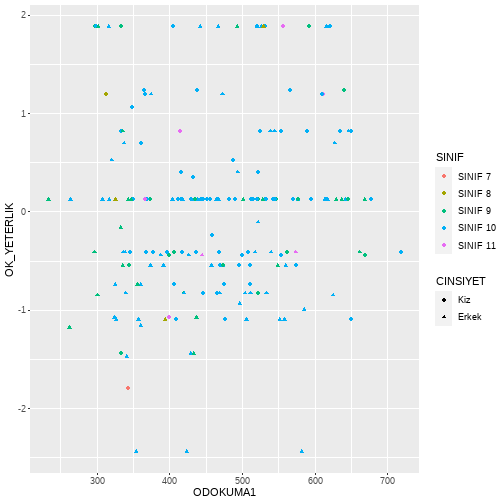 2
1
0
-1
-2
300
400
500
600
700
ODOKUMA1
OK_YETERLIK
SINIF
SINIF 7
SINIF 8
SINIF 9
SINIF 10
SINIF 11
CINSIYET
Kiz
Erkek